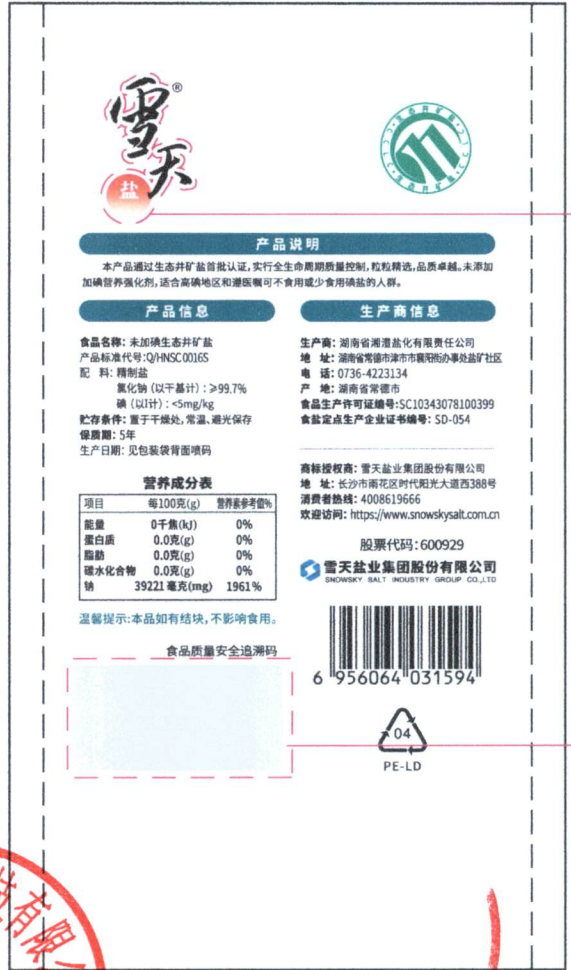 雪天®
盐
产品说明
本产品通过生态井矿盐首批认证,实行全生命周期质量控制,粒粒精选,品质卓越。未添加
加碘营养强化剂,适合高碘地区和遵医嘱可不食用或少食用碘盐的人群。
产品信息
食品名称: 未加碘生态井矿盐
产品标准代号:Q/HNSC 0016S
配 料: 精制盐
氯化钠(以干基计): ≥99.7%
碘(以I计): <5mg/kg
贮存条件: 置于干燥处,常温、避光保存
保质期: 5年
生产日期: 见包装袋背面喷码
营养成分表
项目 每100克(g) 营养素参考值%
能量 0千焦(kJ) 0%
蛋白质 0.0克(g) 0%
脂肪 0.0克(g) 0%
碳水化合物 0.0克(g) 0%
钠 39221毫克(mg) 1961%
温馨提示:本品如有结块,不影响食用。
食品质量安全追溯码
生产商信息
生产商: 湖南省湘澧盐化有限责任公司
地 址: 湖南省常德市津市市襄阳街办事处盐矿社区
电 话: 0736-4223134
产 地: 湖南省常德市
食品生产许可证编号:SC10343078100399
食盐定点生产企业证书编号: SD-054
商标授权商: 雪天盐业集团股份有限公司
地 址: 长沙市雨花区时代阳光大道西388号
消费者热线: 4008619666
欢迎访问: https://www.snowskysalt.com.cn
股票代码:600929
雪天盐业集团股份有限公司
SNOWSKY SALT INDUSTRY GROUP CO.,LTD
6 956064 031594
04
PE-LD
有限